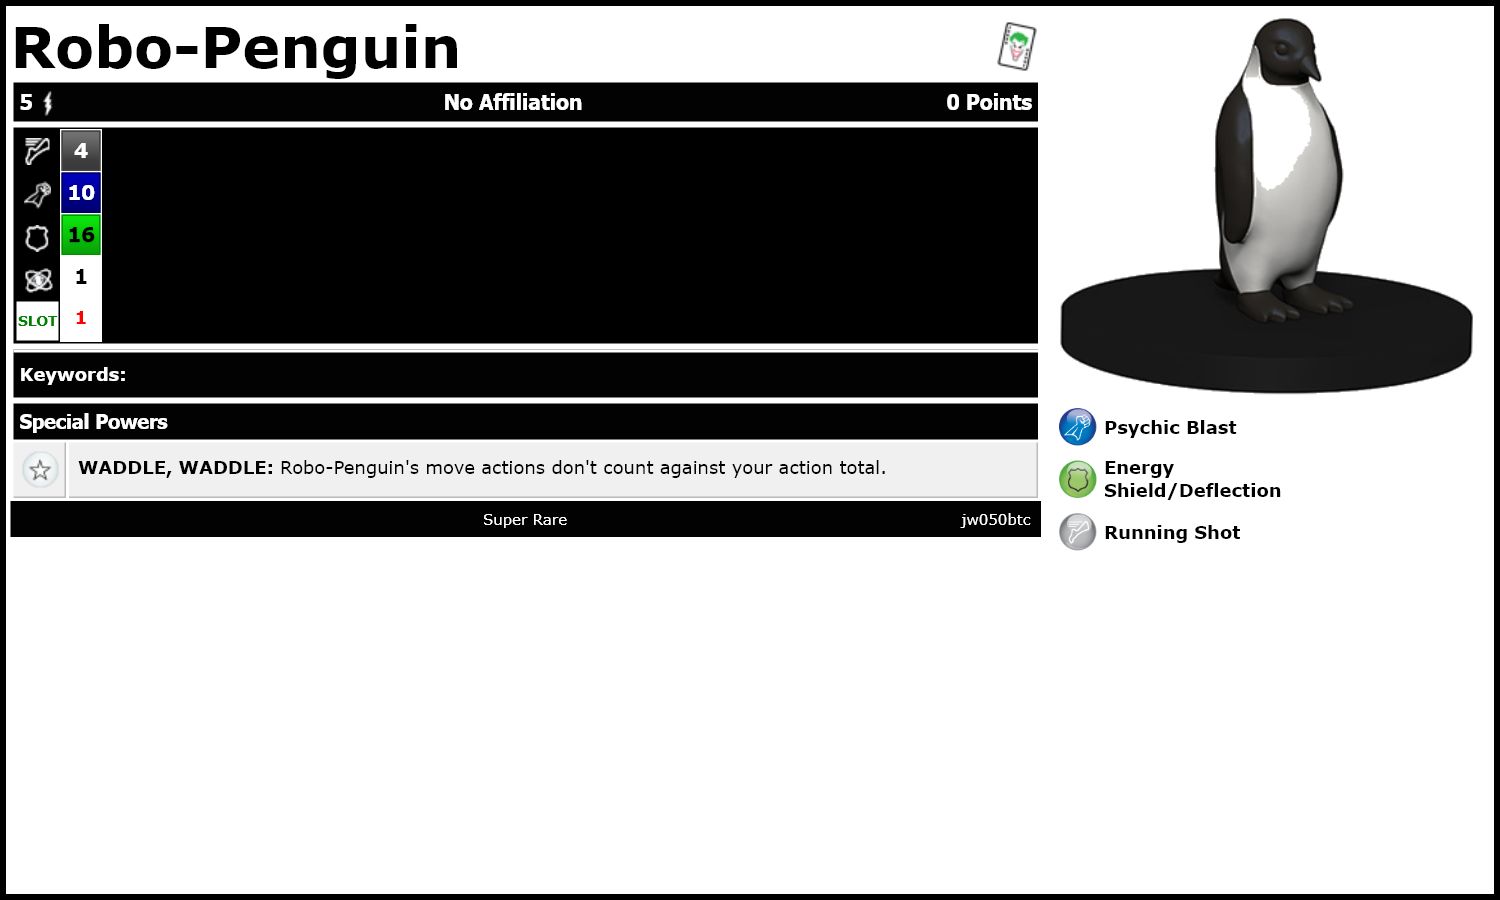 Robo-Penguin
5 No Affiliation 0 Points
4
10
16
1
SLOT 1
Keywords:
Special Powers
WADDLE, WADDLE: Robo-Penguin's move actions don't count against your action total.
Super Rare jw050btc
Psychic Blast
Energy
Shield/Deflection
Running Shot